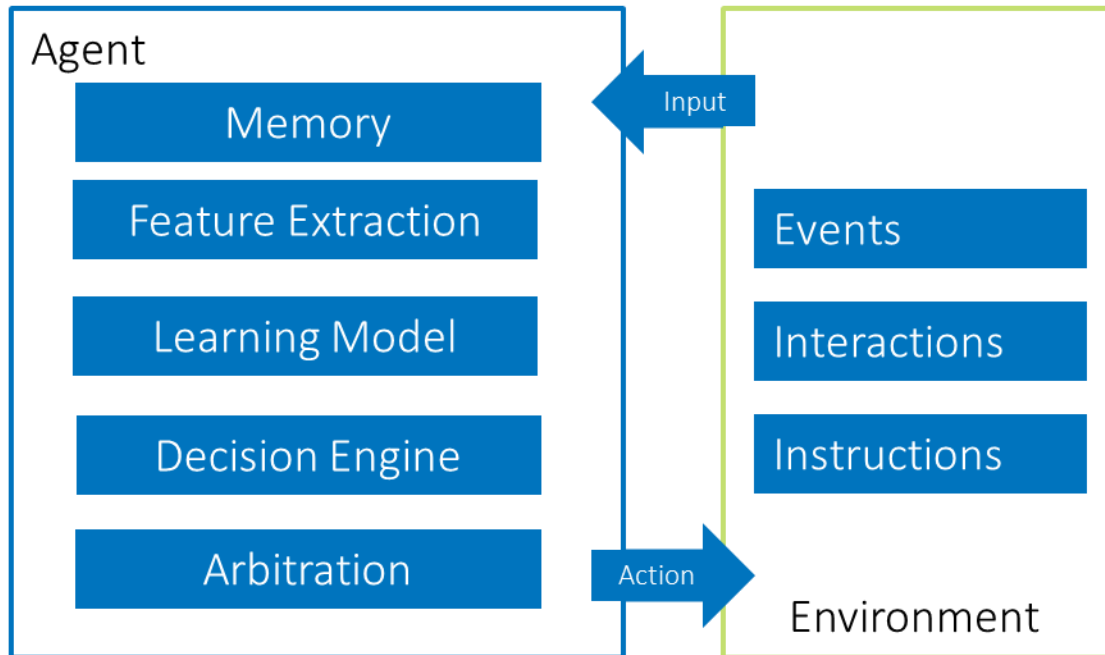 Agent
Memory
Feature Extraction
Learning Model
Decision Engine
Arbitration
Input
Action
Events
Interactions
Instructions
Environment